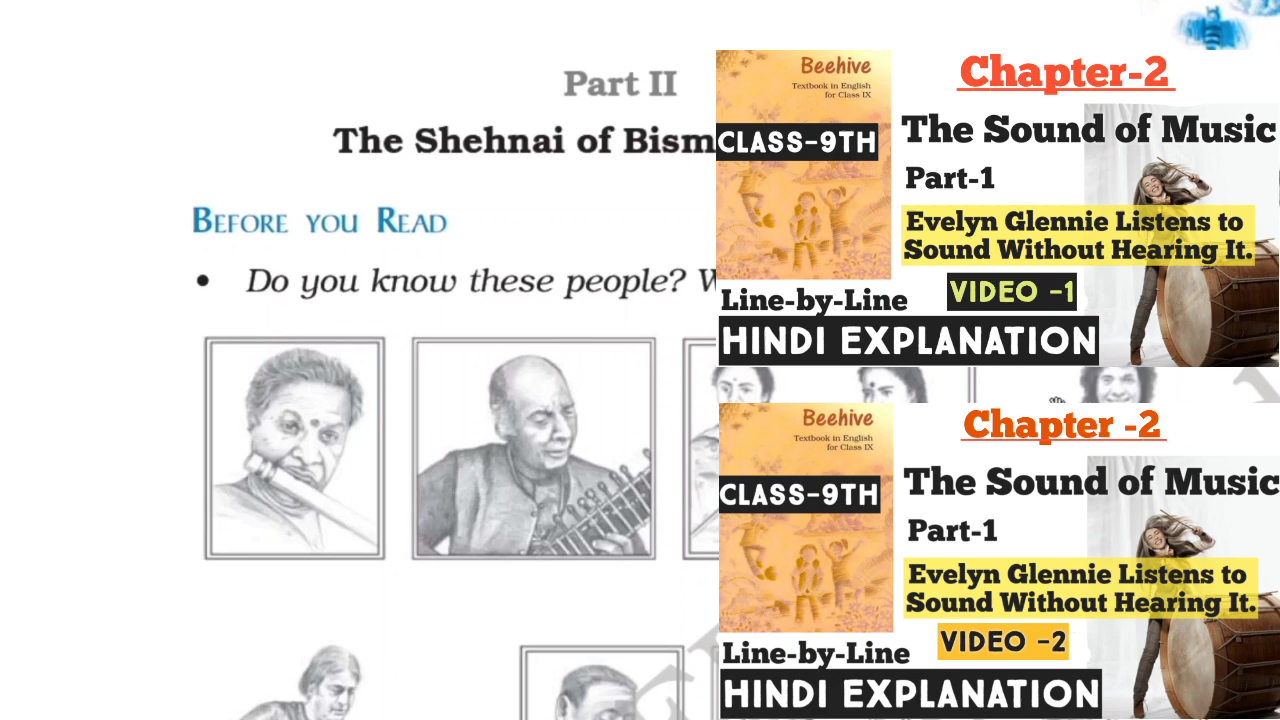 Part II
The Shehnai of Bism
BEFORE YOU READ
• Do you know these people? W
Beehive
Textbook in English
for Class IX
CLASS-9TH
Chapter-2
The Sound of Music
Part-1
Evelyn Glennie Listens to
Sound Without Hearing It.
VIDEO -1
Line-by-Line
HINDI EXPLANATION
Beehive
Textbook in English
for Class IX
CLASS-9TH
Chapter -2
The Sound of Music
Part-1
Evelyn Glennie Listens to
Sound Without Hearing It.
VIDEO -2
Line-by-Line
HINDI EXPLANATION